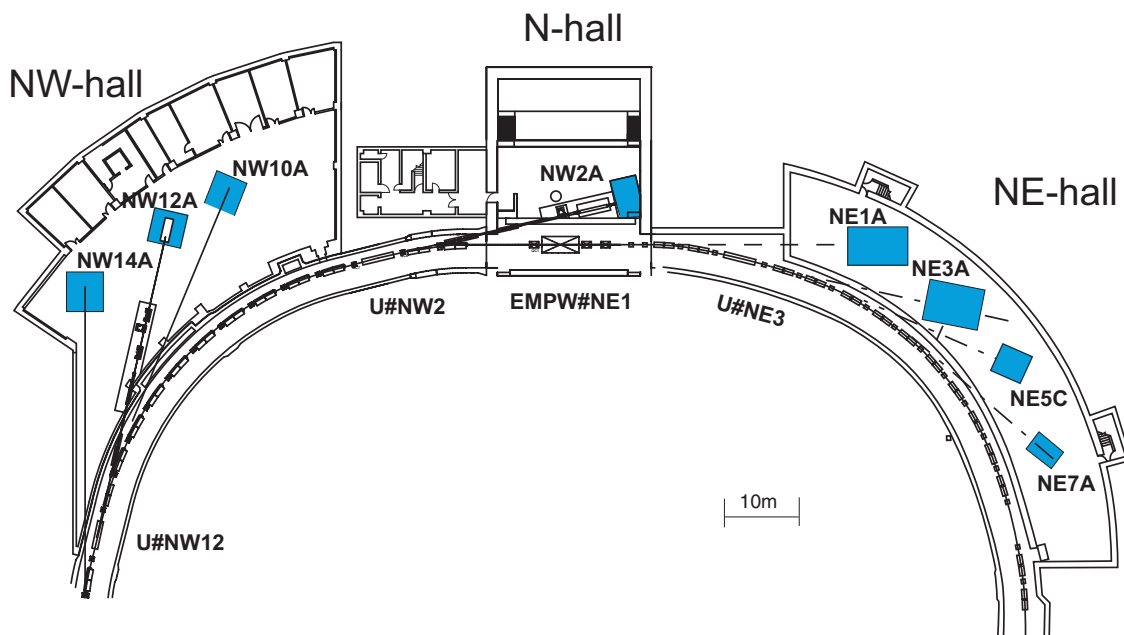 N-hall
NW-hall
NE-hall
NW10A
NW2A
NW12A
NE1A
NW14A
NE3A
U#NW2
EMPW#NE1
U#NE3
NE5C
NE7A
10m
U#NW12